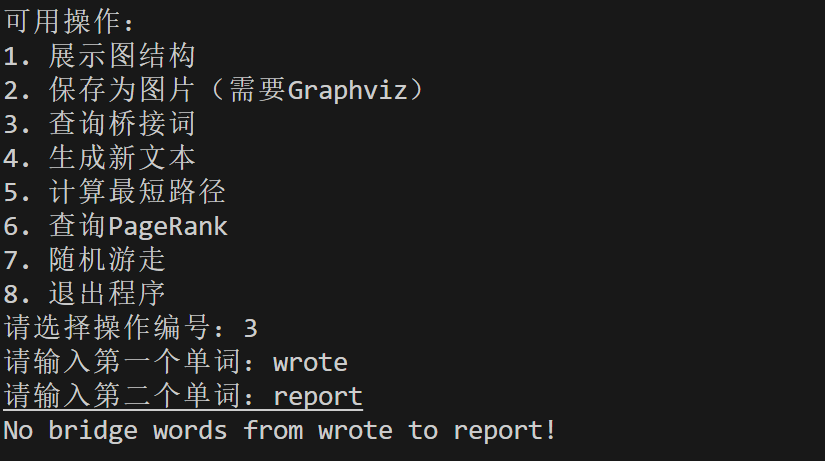 可用操作：
1. 展示图结构
2. 保存为图片（需要Graphviz）
3. 查询桥接词
4. 生成新文本
5. 计算最短路径
6. 查询PageRank
7. 随机游走
8. 退出程序
请选择操作编号：3
请输入第一个单词：wrote
请输入第二个单词：report
No bridge words from wrote to report!